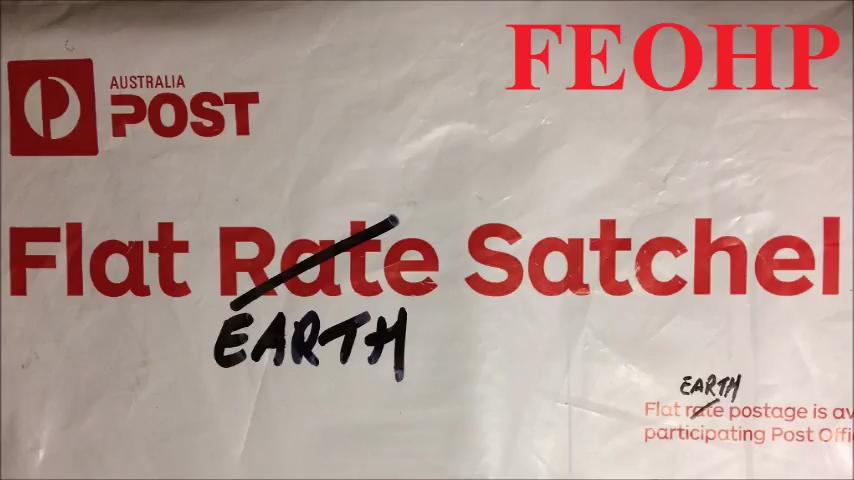 FEOHP
AUSTRALIA
POST
Flat Rate Satchel
EARTH
EARTH
Flat rate postage is av
participating Post Offi